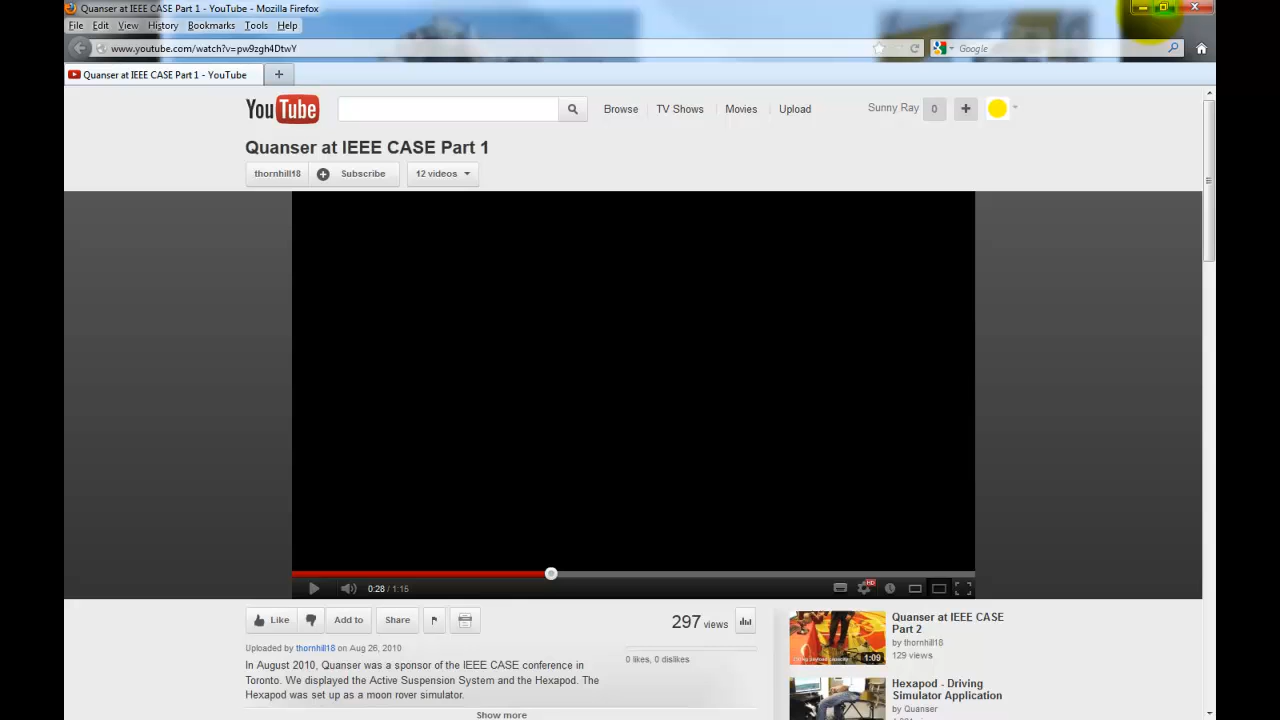 Quanser at IEEE CASE Part 1 - YouTube - Mozilla Firefox
File Edit View History Bookmarks Tools Help
www.youtube.com/watch?v=pw9zgh4DtwY
Google
Quanser at IEEE CASE Part 1 - YouTube
YouTube
Browse TV Shows Movies Upload
Sunny Ray 0
Quanser at IEEE CASE Part 1
thornhill18 Subscribe 12 videos
0:28 / 1:15
HD
Like Add to Share
297 views
Uploaded by thornhill18 on Aug 26, 2010
0 likes, 0 dislikes
In August 2010, Quanser was a sponsor of the IEEE CASE conference in
Toronto. We displayed the Active Suspension System and the Hexapod. The
Hexapod was set up as a moon rover simulator.
Show more
1:09
Quanser at IEEE CASE
Part 2
by thornhill18
129 views
Hexapod - Driving
Simulator Application
by Quanser